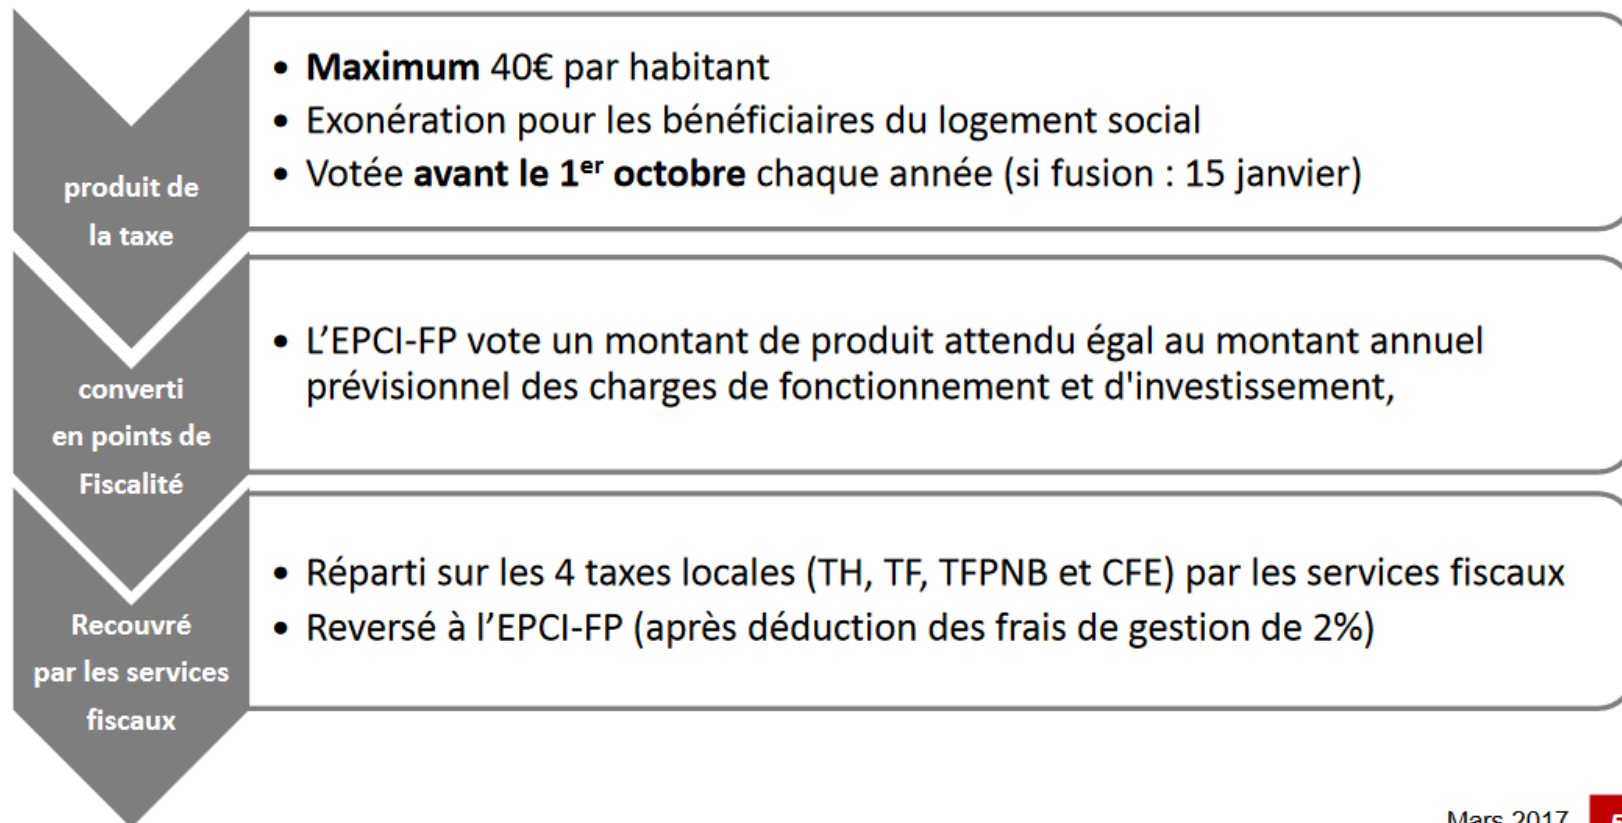 produit de
la taxe
• Maximum 40€ par habitant
• Exonération pour les bénéficiaires du logement social
• Votée avant le 1er octobre chaque année (si fusion : 15 janvier)
converti
en points de
Fiscalité
• L’EPCI-FP vote un montant de produit attendu égal au montant annuel
prévisionnel des charges de fonctionnement et d'investissement,
Recouvré
par les services
fiscaux
• Réparti sur les 4 taxes locales (TH, TF, TFPNB et CFE) par les services fiscaux
• Reversé à l’EPCI-FP (après déduction des frais de gestion de 2%)
Mars 2017